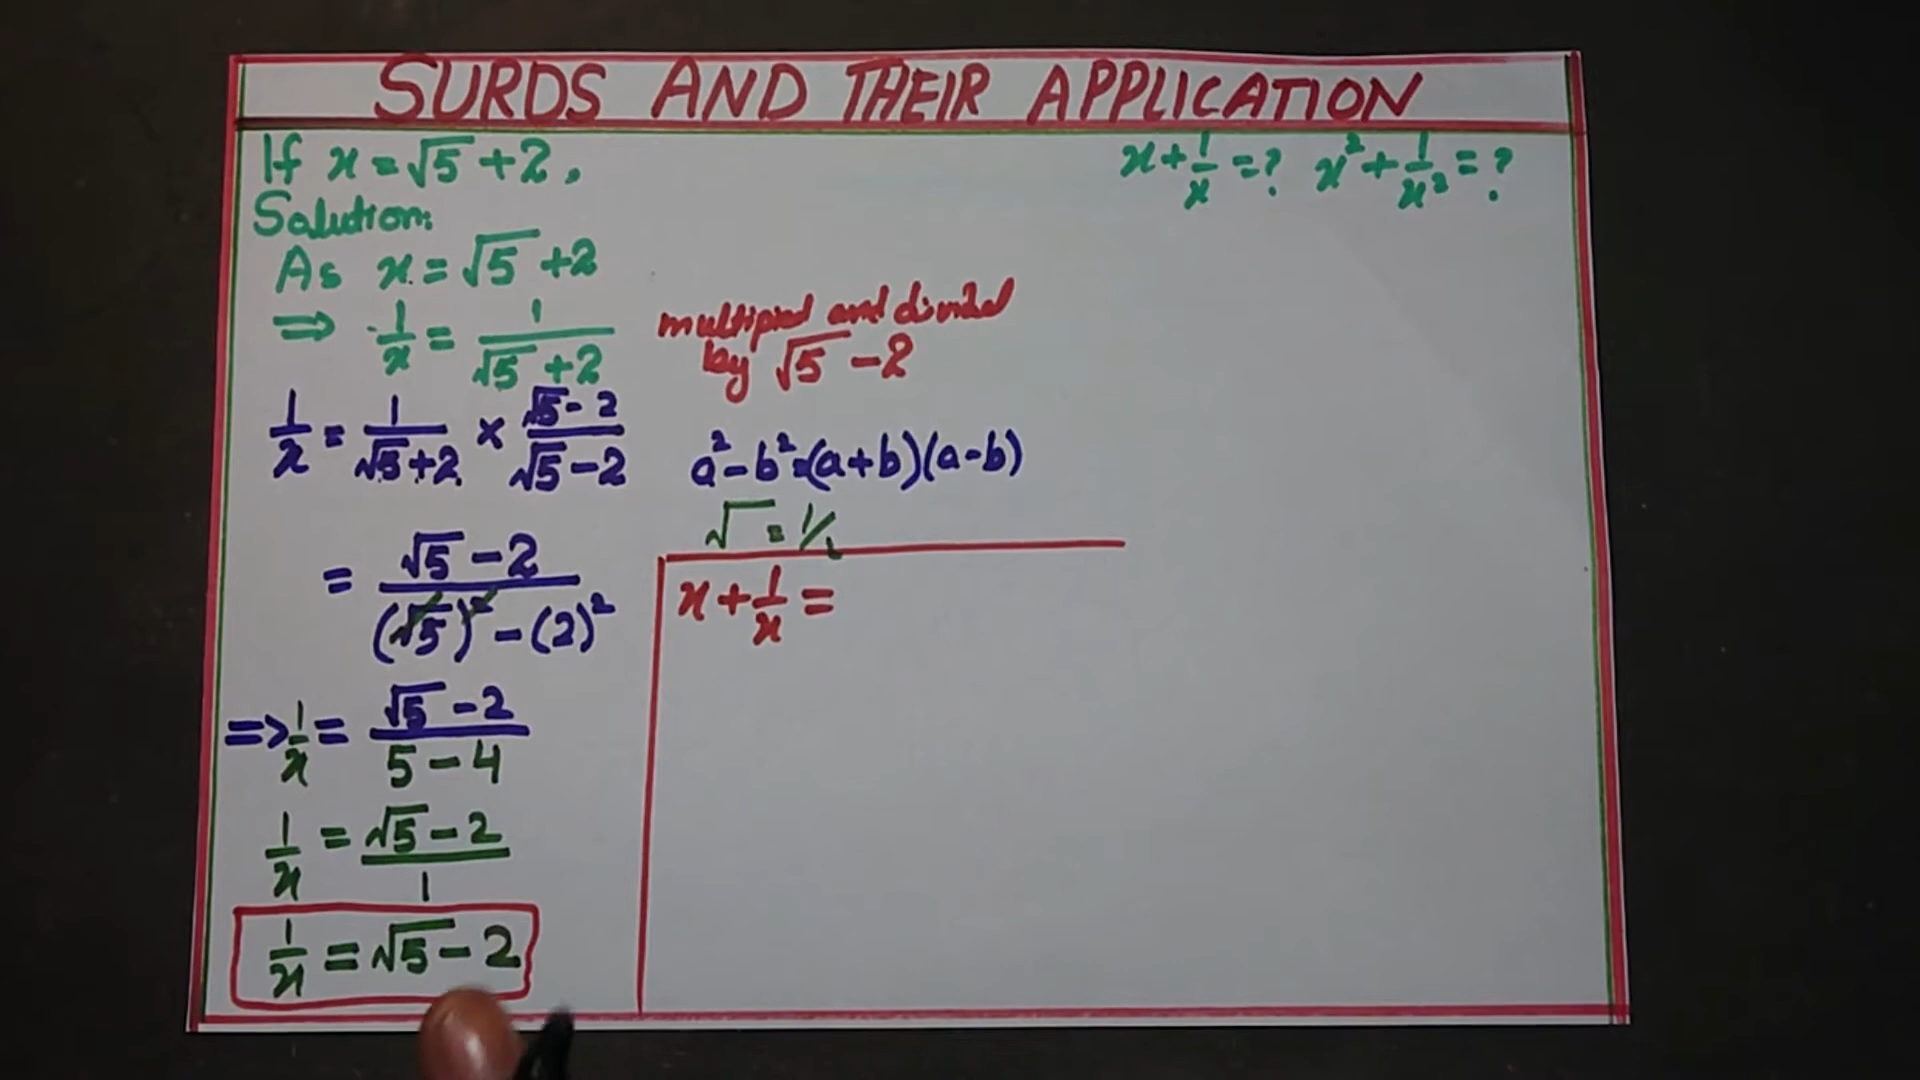 SURDS AND THEIR APPLICATION
If x = √5 + 2, x + 1/x = ? x² + 1/x² = ?
Solution:
As x = √5 + 2
⇒ 1/x = 1/(√5 + 2)
multiplied and divided
by √5 - 2
1/x = 1/(√5+2) × (√5-2)/(√5-2)
a² - b² = (a+b)(a-b)
√ = 1/2
= (√5 - 2)/((√5)² - (2)²)
⇒ 1/x = (√5 - 2)/(5 - 4)
1/x = (√5 - 2)/1
1/x = √5 - 2
x + 1/x =